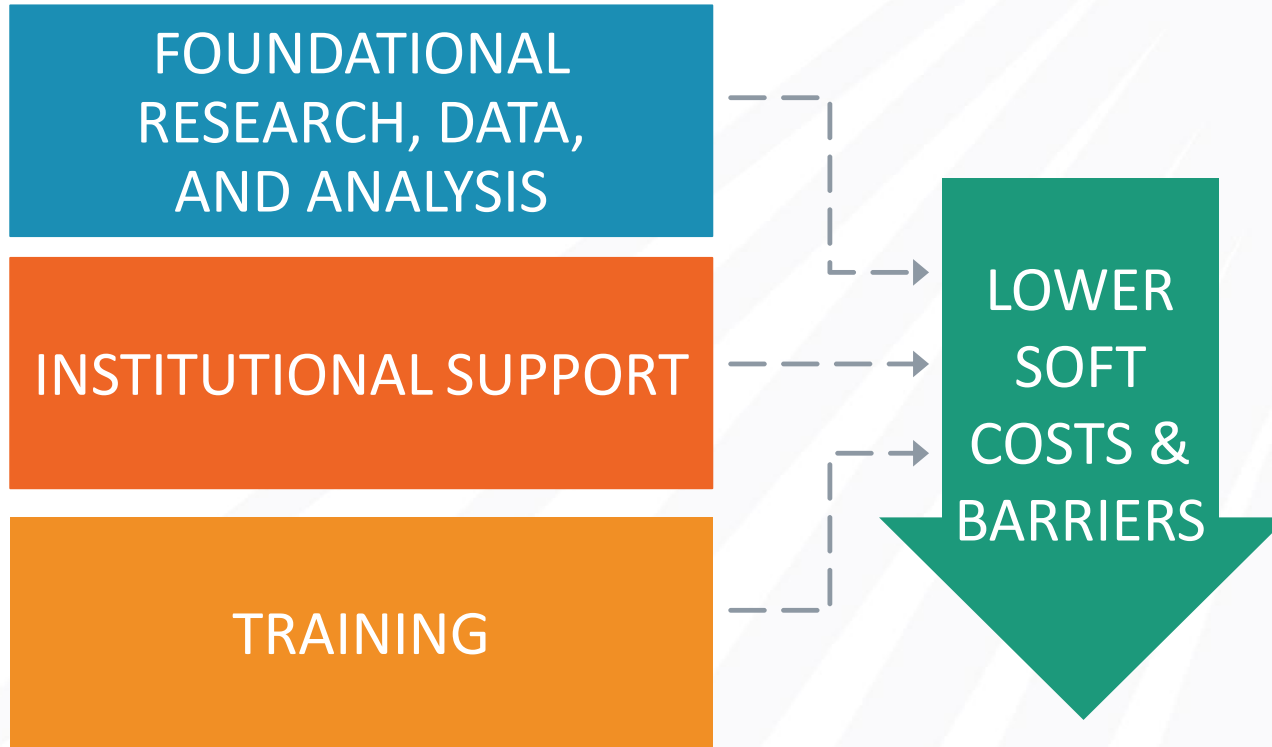 FOUNDATIONAL
RESEARCH, DATA,
AND ANALYSIS
INSTITUTIONAL SUPPORT
TRAINING
LOWER
SOFT
COSTS &
BARRIERS